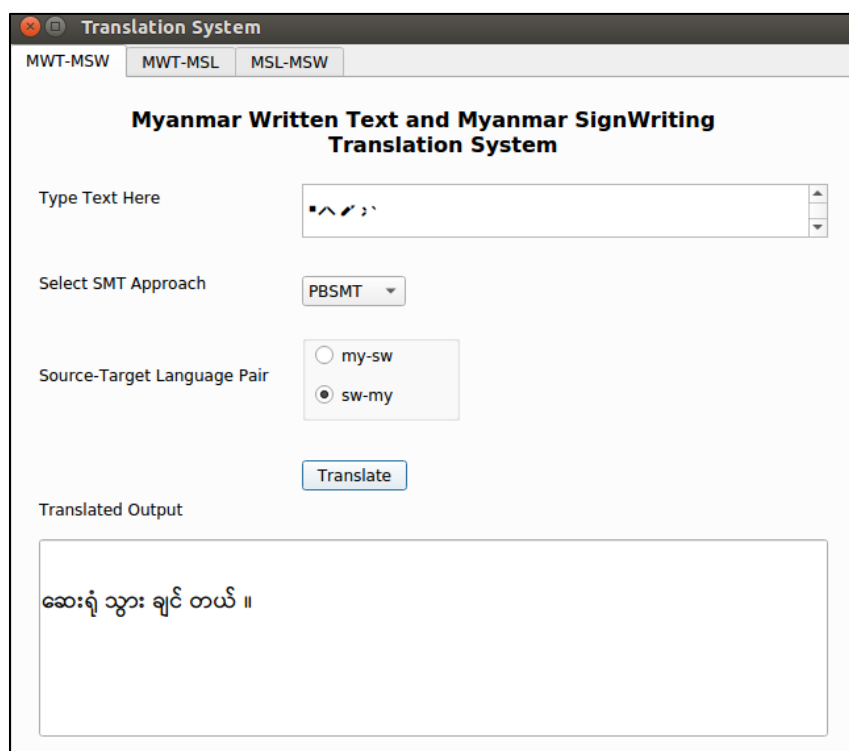 Translation System
MWT-MSW
MWT-MSL
MSL-MSW
Myanmar Written Text and Myanmar SignWriting
Translation System
Type Text Here
Select SMT Approach
PBSMT
Source-Target Language Pair
my-sw
sw-my
Translate
Translated Output
ဆေးရုံ သွား ချင် တယ် ။